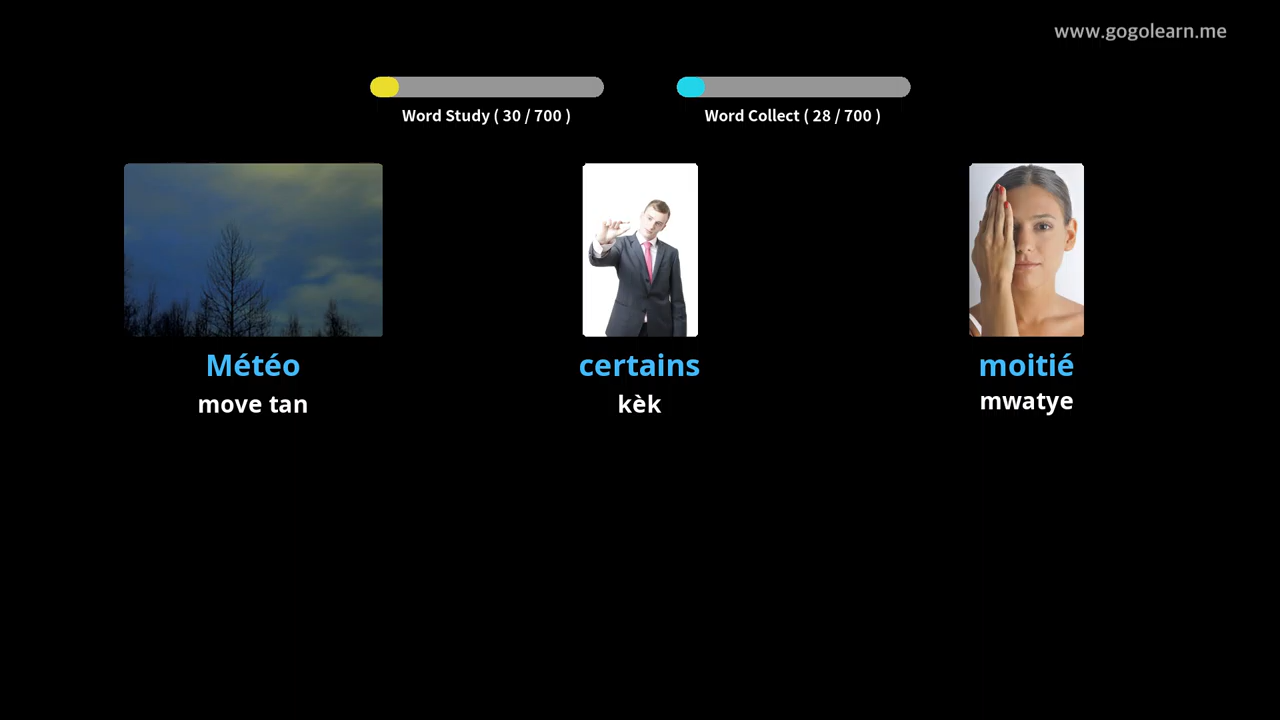 www.gogolearn.me
Word Study ( 30 / 700 )
Word Collect ( 28 / 700 )
Météo
certains
moitié
move tan
kèk
mwatye